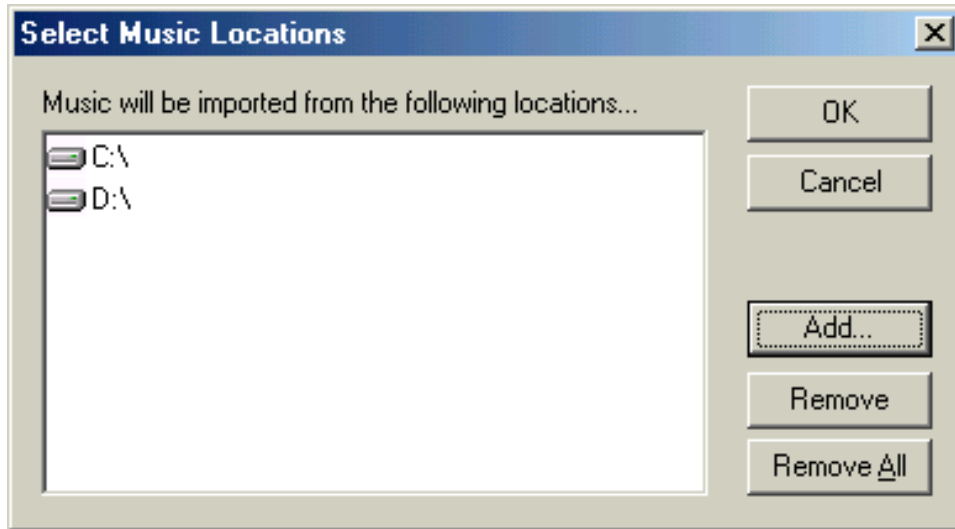 Select Music Locations
Music will be imported from the following locations...
C:\
D:\
OK
Cancel
Add...
Remove
Remove All